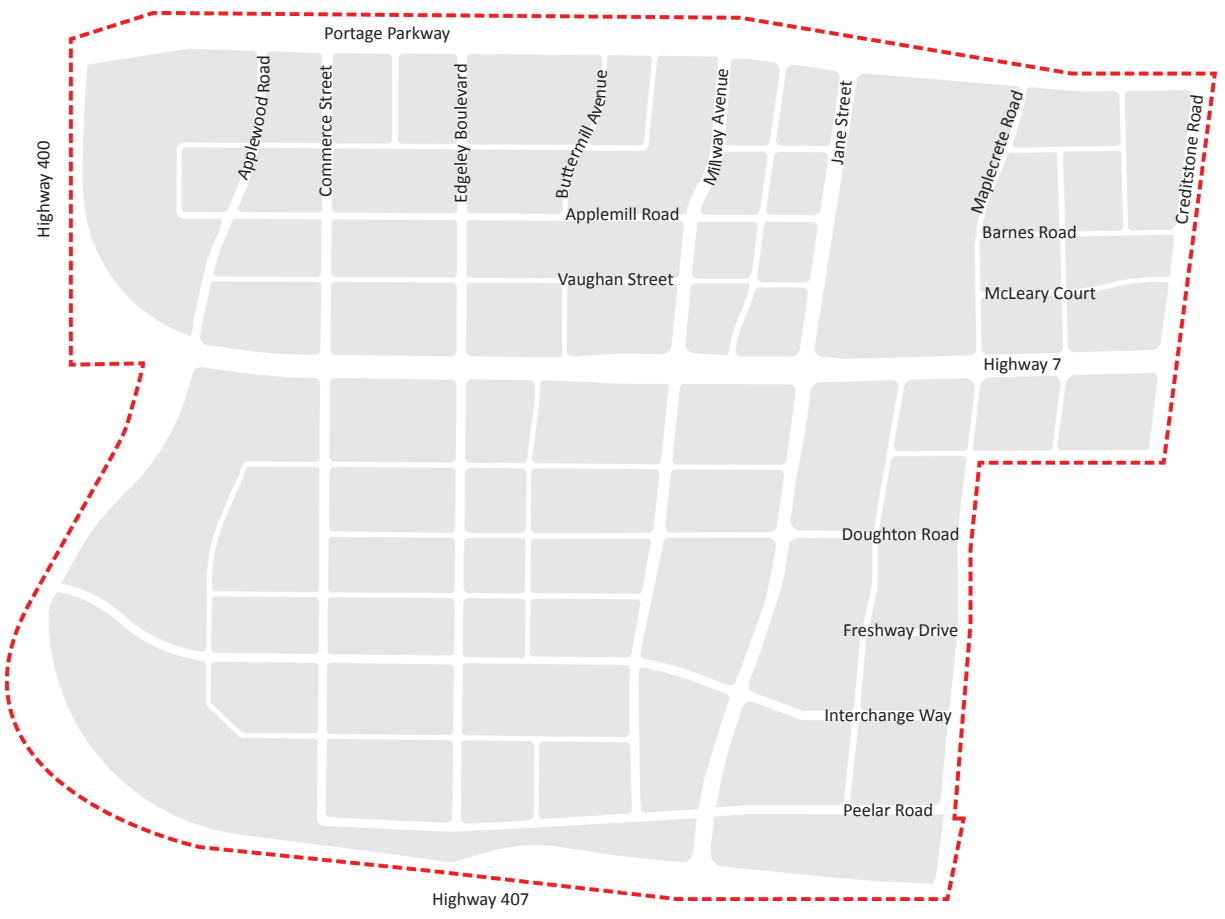 Portage Parkway
Highway 400
Applewood Road
Commerce Street
Edgeley Boulevard
Buttermill Avenue
Millway Avenue
Jane Street
Maplecrete Road
Creditstone Road
Applemill Road
Barnes Road
Vaughan Street
McLeary Court
Highway 7
Doughton Road
Freshway Drive
Interchange Way
Peelar Road
Highway 407